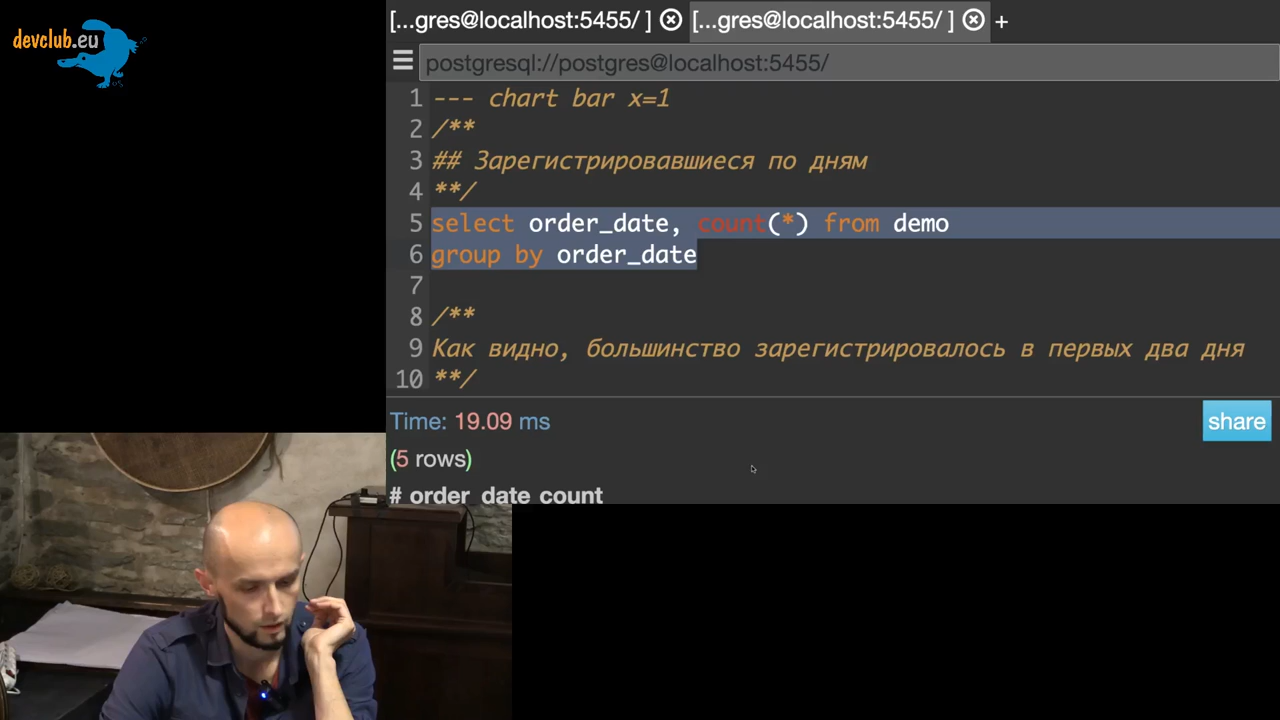 devclub.eu
[...gres@localhost:5455/ ] [...gres@localhost:5455/ ] +
postgresql://postgres@localhost:5455/
1 --- chart bar x=1
2 /**
3 ## Зарегистрировавшиеся по дням
4 **/
5 select order_date, count(*) from demo
6 group by order_date
7
8 /**
9 Как видно, большинство зарегистрировалось в первых два дня
10 **/
Time: 19.09 ms
share
(5 rows)
# order_date count